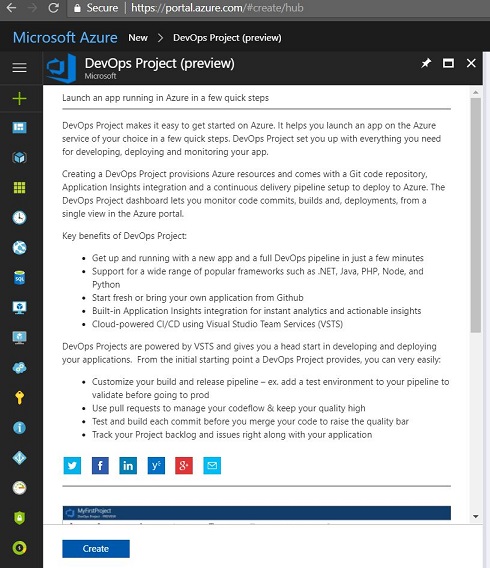 Secure https://portal.azure.com/#create/hub
Microsoft Azure New > DevOps Project (preview)
DevOps Project (preview)
Microsoft
Launch an app running in Azure in a few quick steps
DevOps Project makes it easy to get started on Azure. It helps you launch an app on the Azure
service of your choice in a few quick steps. DevOps Project set you up with everything you need
for developing, deploying and monitoring your app.
Creating a DevOps Project provisions Azure resources and comes with a Git code repository,
Application Insights integration and a continuous delivery pipeline setup to deploy to Azure. The
DevOps Project dashboard lets you monitor code commits, builds and, deployments, from a
single view in the Azure portal.
Key benefits of DevOps Project:
• Get up and running with a new app and a full DevOps pipeline in just a few minutes
• Support for a wide range of popular frameworks such as .NET, Java, PHP, Node, and
Python
• Start fresh or bring your own application from Github
• Built-in Application Insights integration for instant analytics and actionable insights
• Cloud-powered CI/CD using Visual Studio Team Services (VSTS)
DevOps Projects are powered by VSTS and gives you a head start in developing and deploying
your applications. From the initial starting point a DevOps Project provides, you can very easily:
• Customize your build and release pipeline – ex. add a test environment to your pipeline to
validate before going to prod
• Use pull requests to manage your codeflow & keep your quality high
• Test and build each commit before you merge your code to raise the quality bar
• Track your Project backlog and issues right along with your application
MyFirstProject
Create